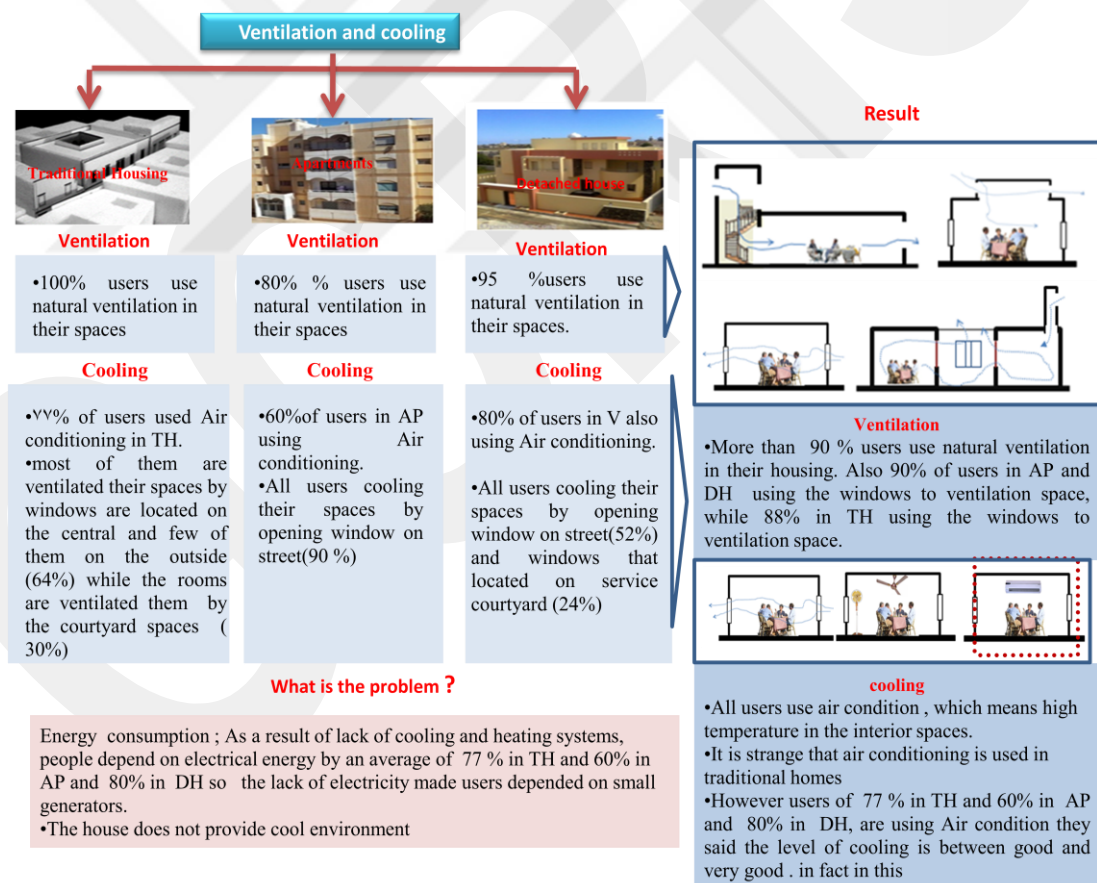 Ventilation and cooling
Traditional Housing
Apartments
Detached house
Ventilation
•100% users use
natural ventilation in
their spaces
Ventilation
•80% % users use
natural ventilation in
their spaces
Ventilation
•95 %users use
natural ventilation in
their spaces.
Cooling
•٧٧% of users used Air
conditioning in TH.
•most of them are
ventilated their spaces by
windows are located on
the central and few of
them on the outside
(64%) while the rooms
are ventilated them by
the courtyard spaces (
30%)
Cooling
•60%of users in AP
using Air
conditioning.
•All users cooling
their spaces by
opening window on
street(90 %)
Cooling
•80% of users in V also
using Air conditioning.
•All users cooling their
spaces by opening
window on street(52%)
and windows that
located on service
courtyard (24%)
Result
Ventilation
•More than 90 % users use natural ventilation
in their housing. Also 90% of users in AP and
DH using the windows to ventilation space,
while 88% in TH using the windows to
ventilation space.
cooling
•All users use air condition , which means high
temperature in the interior spaces.
•It is strange that air conditioning is used in
traditional homes
•However users of 77 % in TH and 60% in AP
and 80% in DH, are using Air condition they
said the level of cooling is between good and
very good . in fact in this
What is the problem ?
Energy consumption ; As a result of lack of cooling and heating systems,
people depend on electrical energy by an average of 77 % in TH and 60% in
AP and 80% in DH so the lack of electricity made users depended on small
generators.
•The house does not provide cool environment